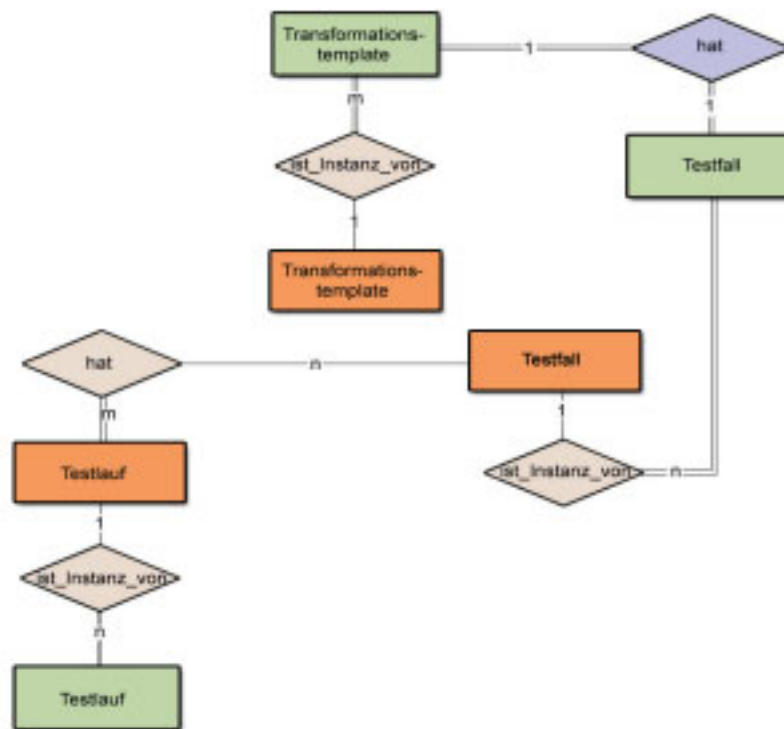 Transformations-
template
1
hat
m
1
ist_Instanz_von
Testfall
1
Transformations-
template
hat
n
Testfall
m
1
Testlauf
ist_Instanz_von
n
1
ist_Instanz_von
n
Testlauf